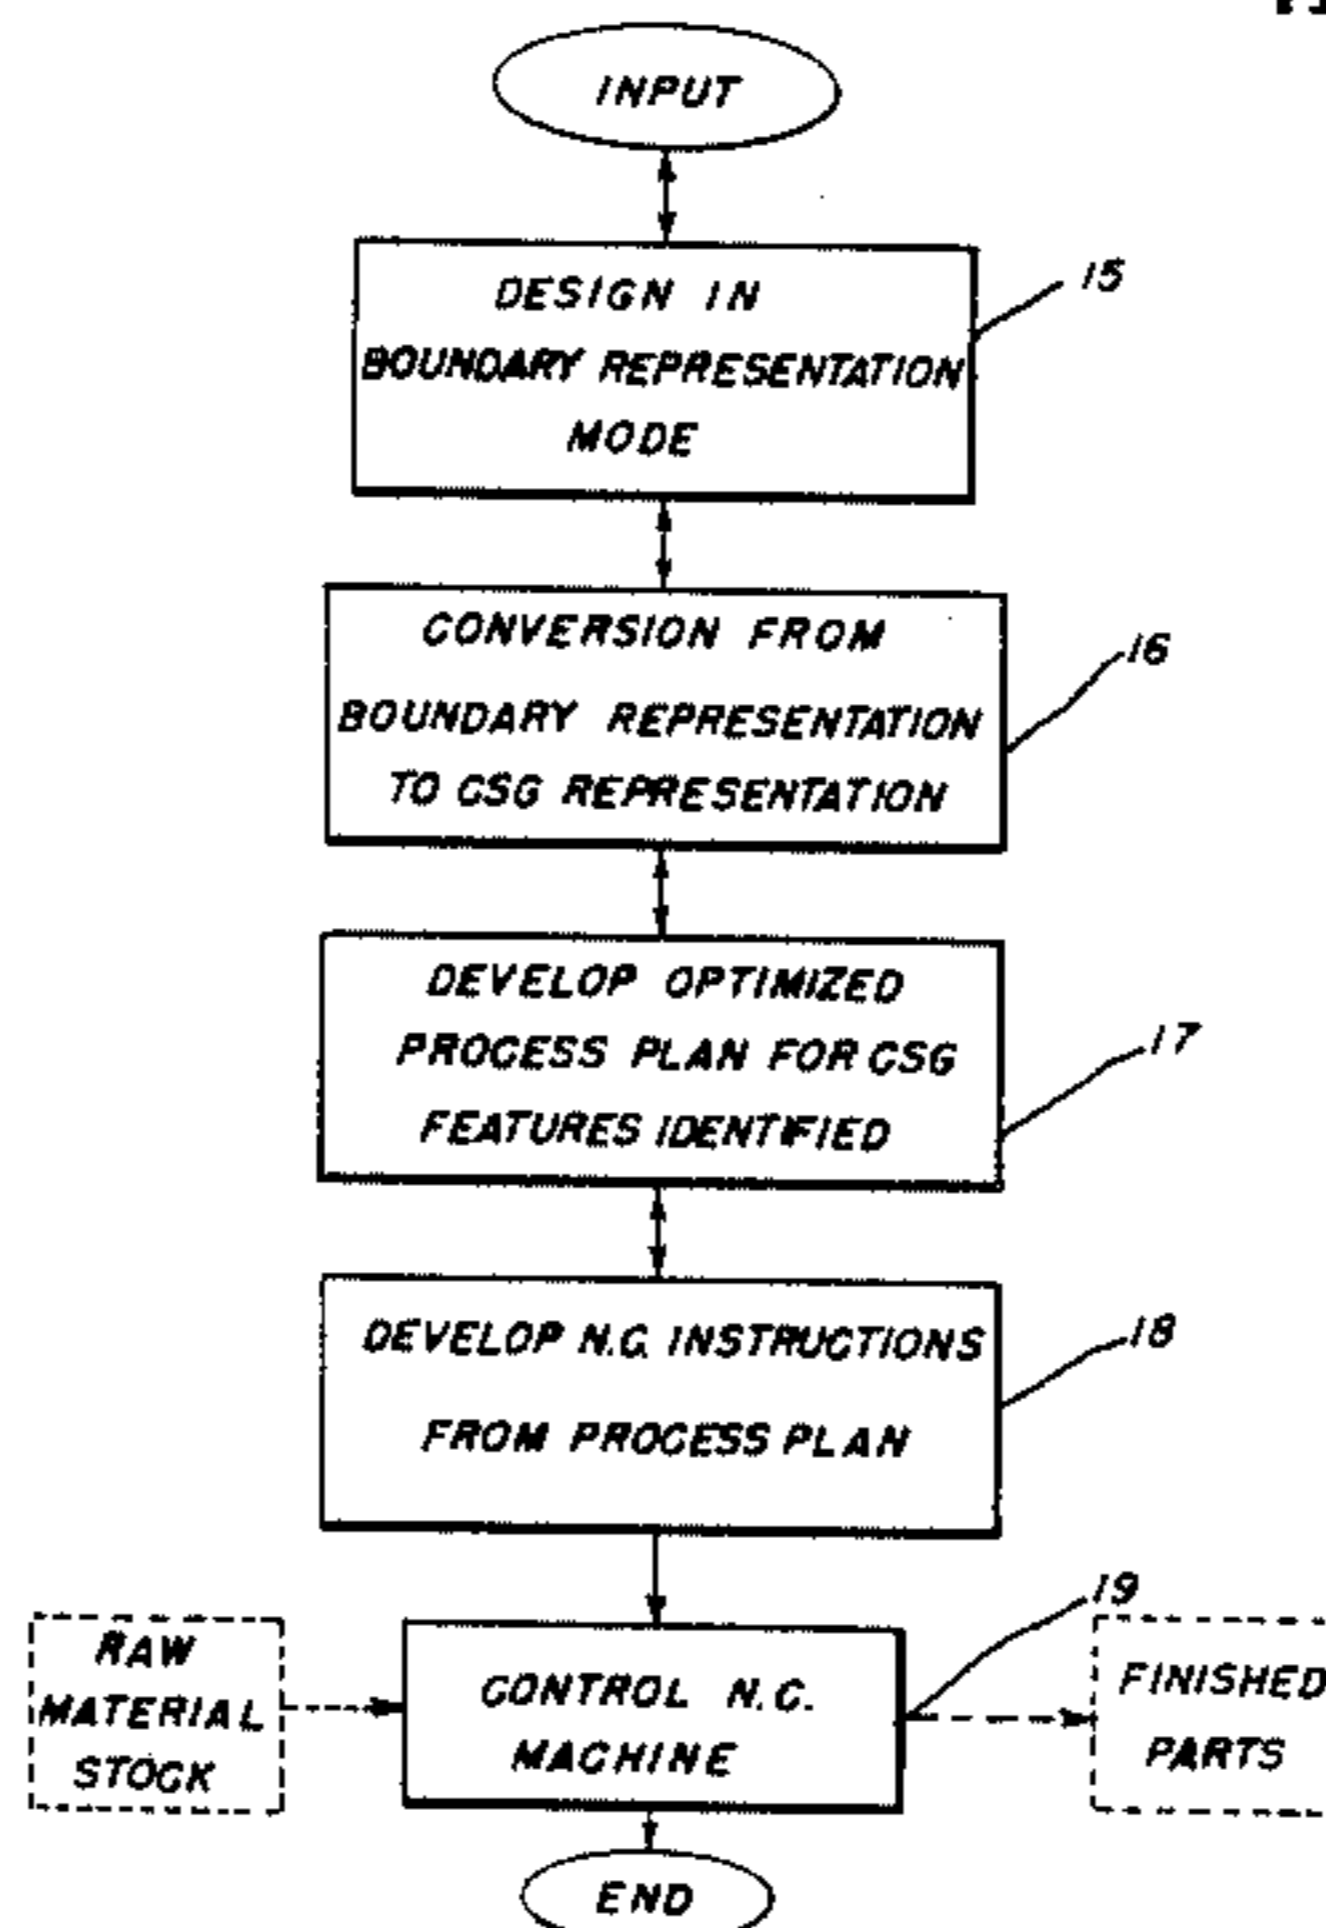 INPUT
DESIGN IN
BOUNDARY REPRESENTATION
MODE
15
CONVERSION FROM
BOUNDARY REPRESENTATION
TO CSG REPRESENTATION
16
DEVELOP OPTIMIZED
PROCESS PLAN FOR CSG
FEATURES IDENTIFIED
17
DEVELOP N.C. INSTRUCTIONS
FROM PROCESS PLAN
18
19
RAW
MATERIAL
STOCK
CONTROL N.C.
MACHINE
FINISHED
PARTS
END